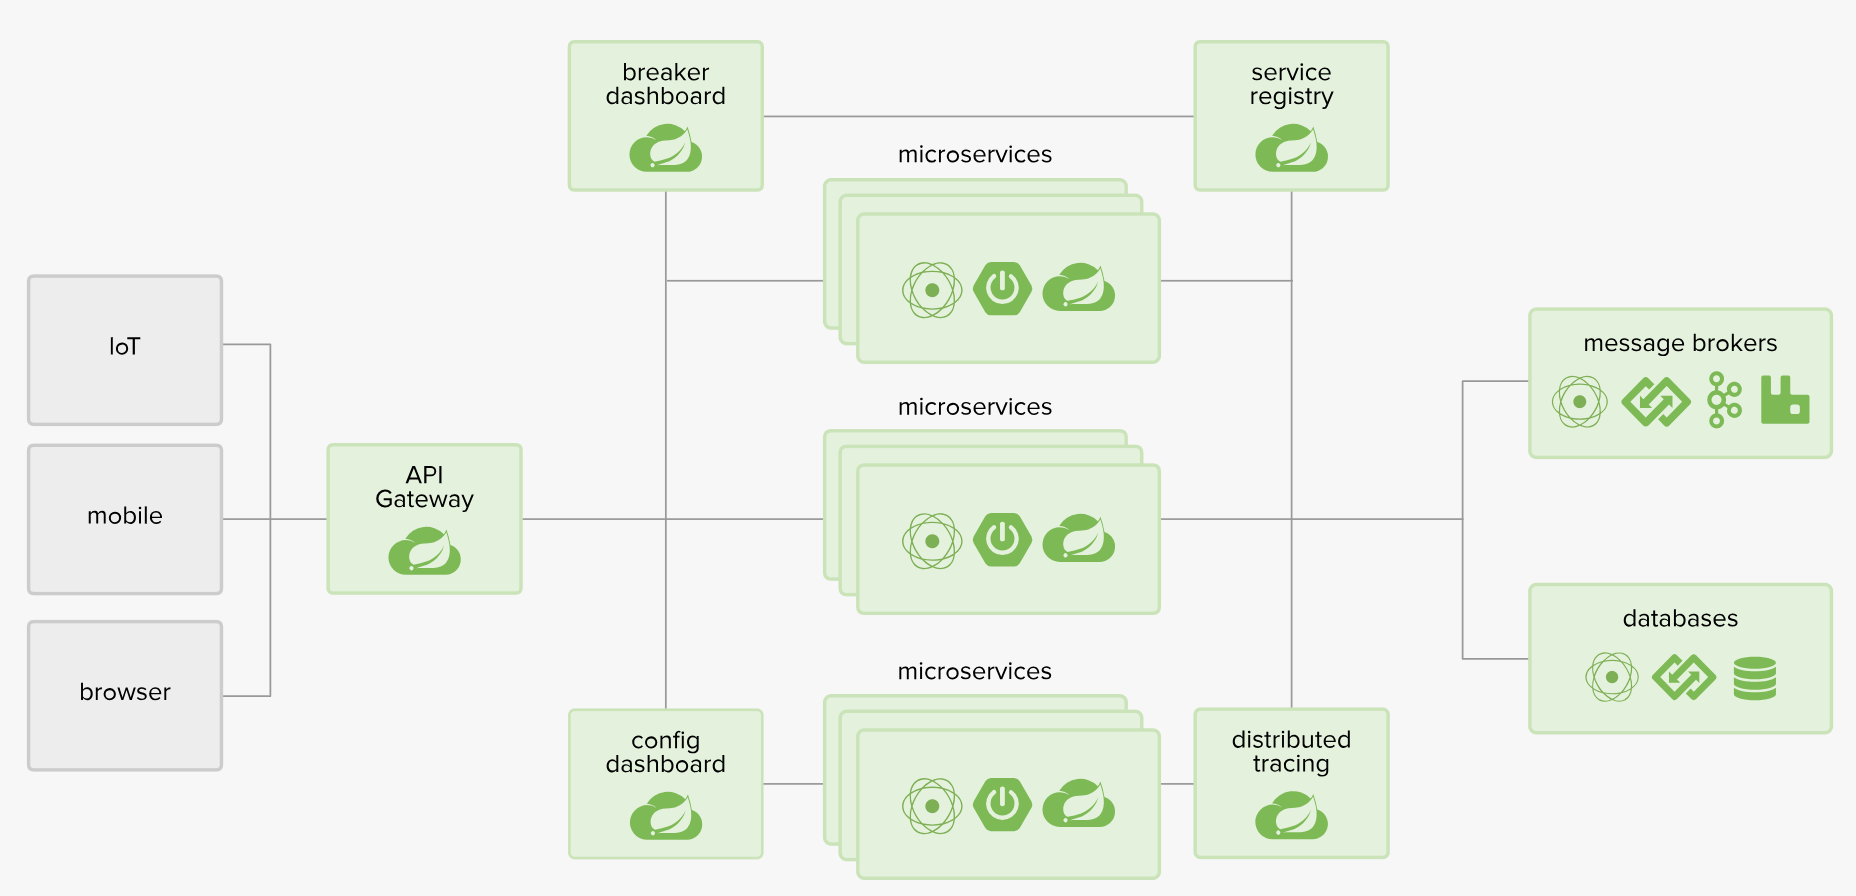 breaker
dashboard
service
registry
microservices
IoT
message brokers
microservices
API
Gateway
mobile
databases
microservices
browser
config
dashboard
distributed
tracing